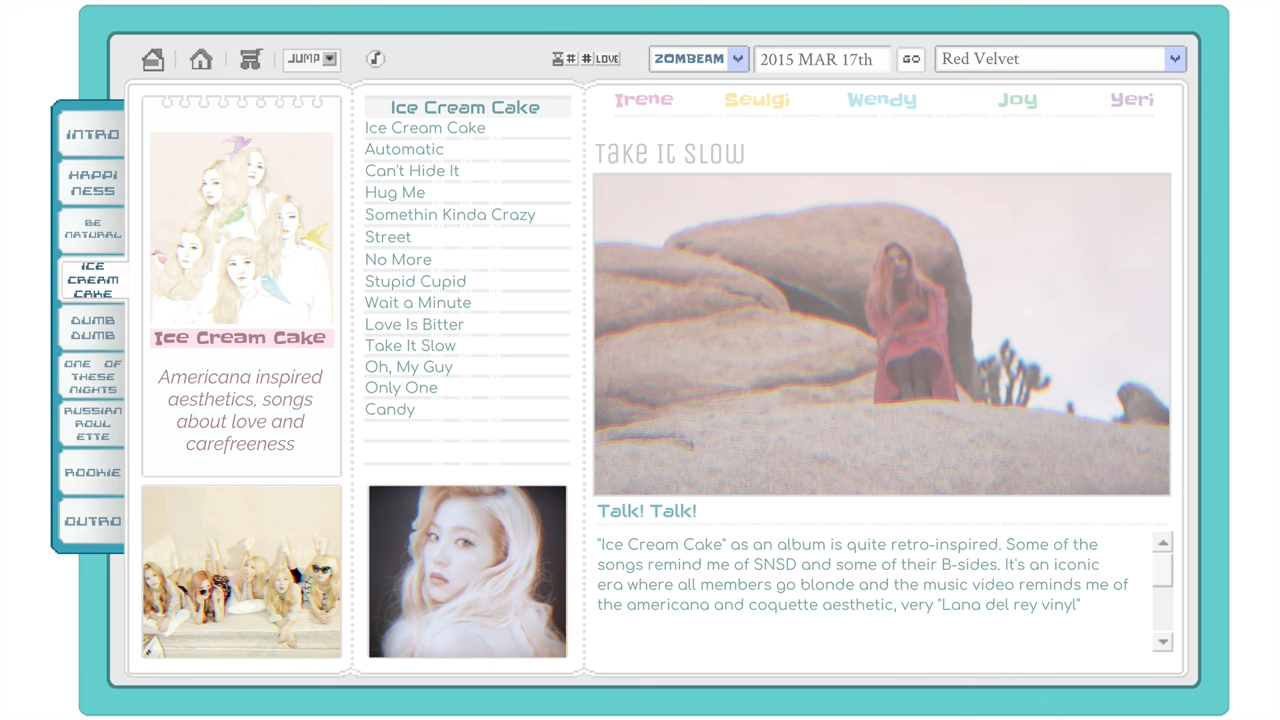 JUMP
# # LOVE
ZOMBEAM
2015 MAR 17th
GO
Red Velvet
INTRO
HAPPI
NESS
BE
NATURAL
ICE
CREAM
CAKE
DUMB
DUMB
ONE OF
THESE
NIGHTS
RUSSIAN
ROUL
ETTE
ROOKIE
OUTRO
Ice Cream Cake
Americana inspired
aesthetics, songs
about love and
carefreeness
Ice Cream Cake
Ice Cream Cake
Automatic
Can't Hide It
Hug Me
Somethin Kinda Crazy
Street
No More
Stupid Cupid
Wait a Minute
Love Is Bitter
Take It Slow
Oh, My Guy
Only One
Candy
Irene Seulgi Wendy Joy Yeri
Take It Slow
Talk! Talk!
"Ice Cream Cake" as an album is quite retro-inspired. Some of the
songs remind me of SNSD and some of their B-sides. It's an iconic
era where all members go blonde and the music video reminds me of
the americana and coquette aesthetic, very "Lana del rey vinyl"